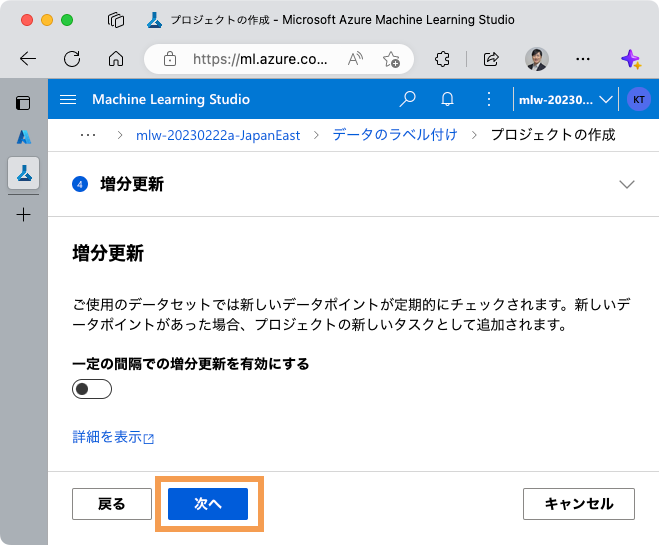 プロジェクトの作成 - Microsoft Azure Machine Learning Studio
https://ml.azure.co...
Machine Learning Studio
mlw-20230...
KT
... > mlw-20230222a-JapanEast > データのラベル付け > プロジェクトの作成
4 増分更新
増分更新
ご使用のデータセットでは新しいデータポイントが定期的にチェックされます。新しいデ
ータポイントがあった場合、プロジェクトの新しいタスクとして追加されます。
一定の間隔での増分更新を有効にする
詳細を表示
戻る 次へ キャンセル